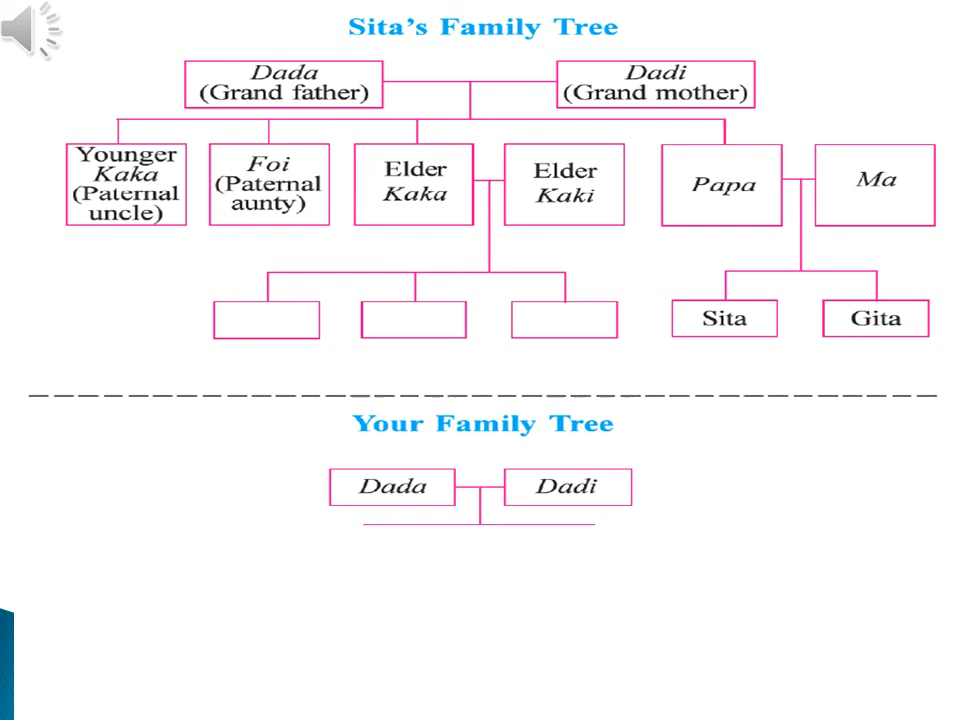 Sita's Family Tree
Dada
(Grand father)
Dadi
(Grand mother)
Younger
Kaka
(Paternal
uncle)
Foi
(Paternal
aunty)
Elder
Kaka
Elder
Kaki
Papa
Ma
Sita
Gita
Your Family Tree
Dada
Dadi